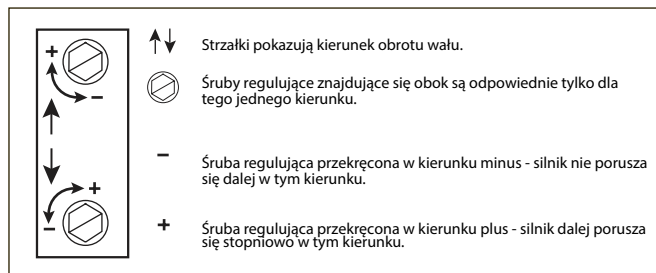 Strzałki pokazują kierunek obrotu wału.
Śruby regulujące znajdujące się obok są odpowiednie tylko dla
tego jednego kierunku.
Śruba regulująca przekręcona w kierunku minus - silnik nie porusza
się dalej w tym kierunku.
Śruba regulująca przekręcona w kierunku plus - silnik dalej porusza
się stopniowo w tym kierunku.